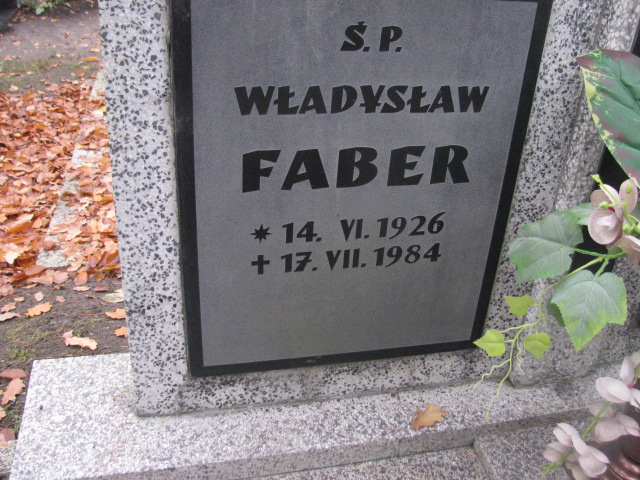 Ś.P.
WŁADYSŁAW
FABER
* 14. VI. 1926
+ 17. VII. 1984